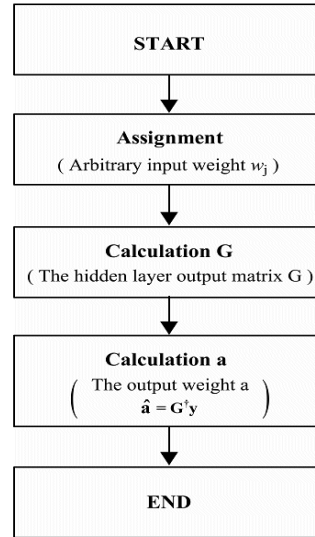 START
Assignment
( Arbitrary input weight wⱼ )
Calculation G
( The hidden layer output matrix G )
Calculation a
( The output weight a
â = G†y )
END